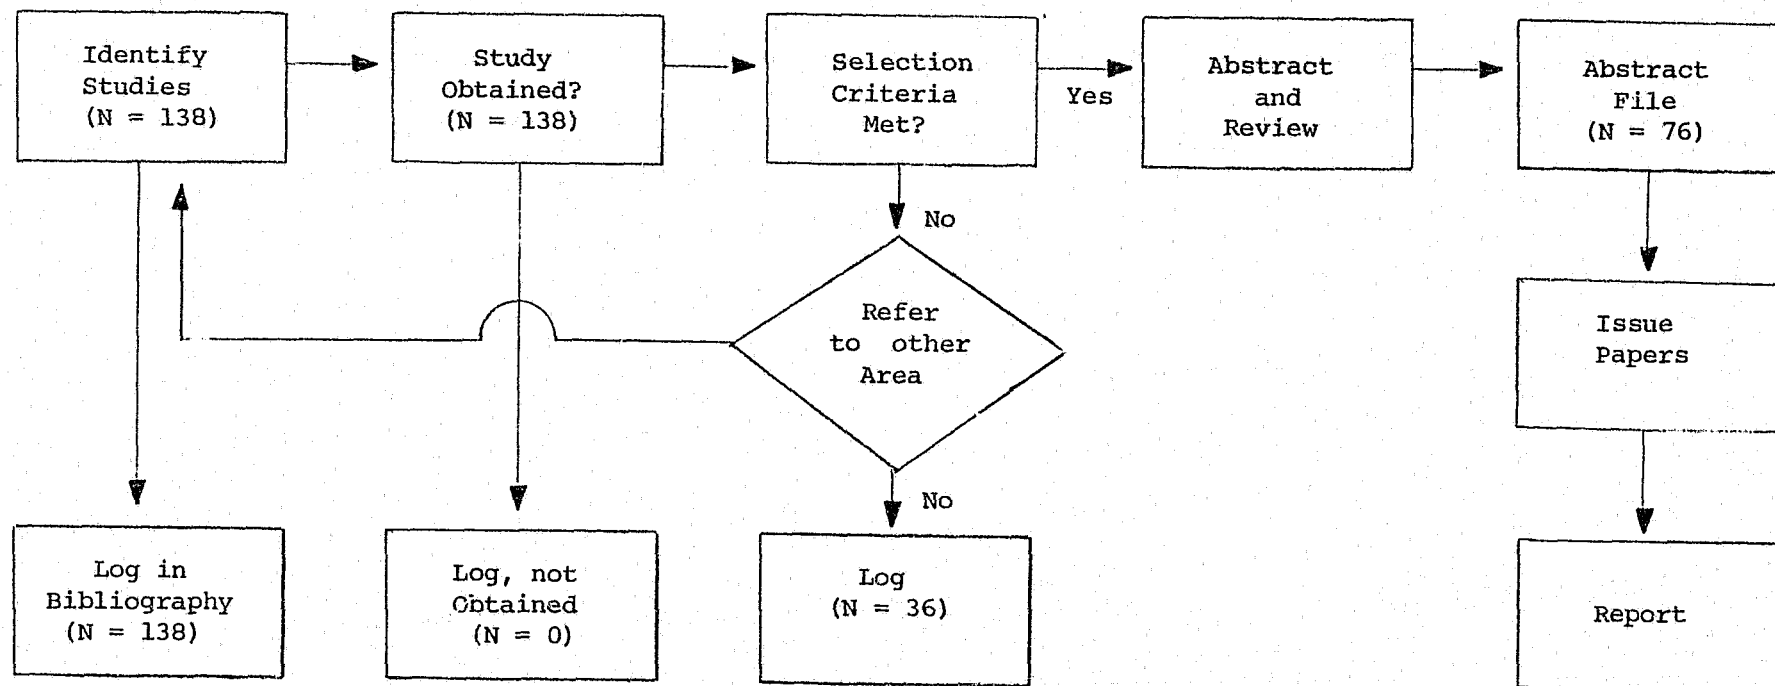 Identify
Studies
(N = 138)
Study
Obtained?
(N = 138)
Selection
Criteria
Met?
Yes
Abstract
and
Review
Abstract
File
(N = 76)
No
Refer
to other
Area
Issue
Papers
No
Log in
Bibliography
(N = 138)
Log, not
Obtained
(N = 0)
Log
(N = 36)
Report